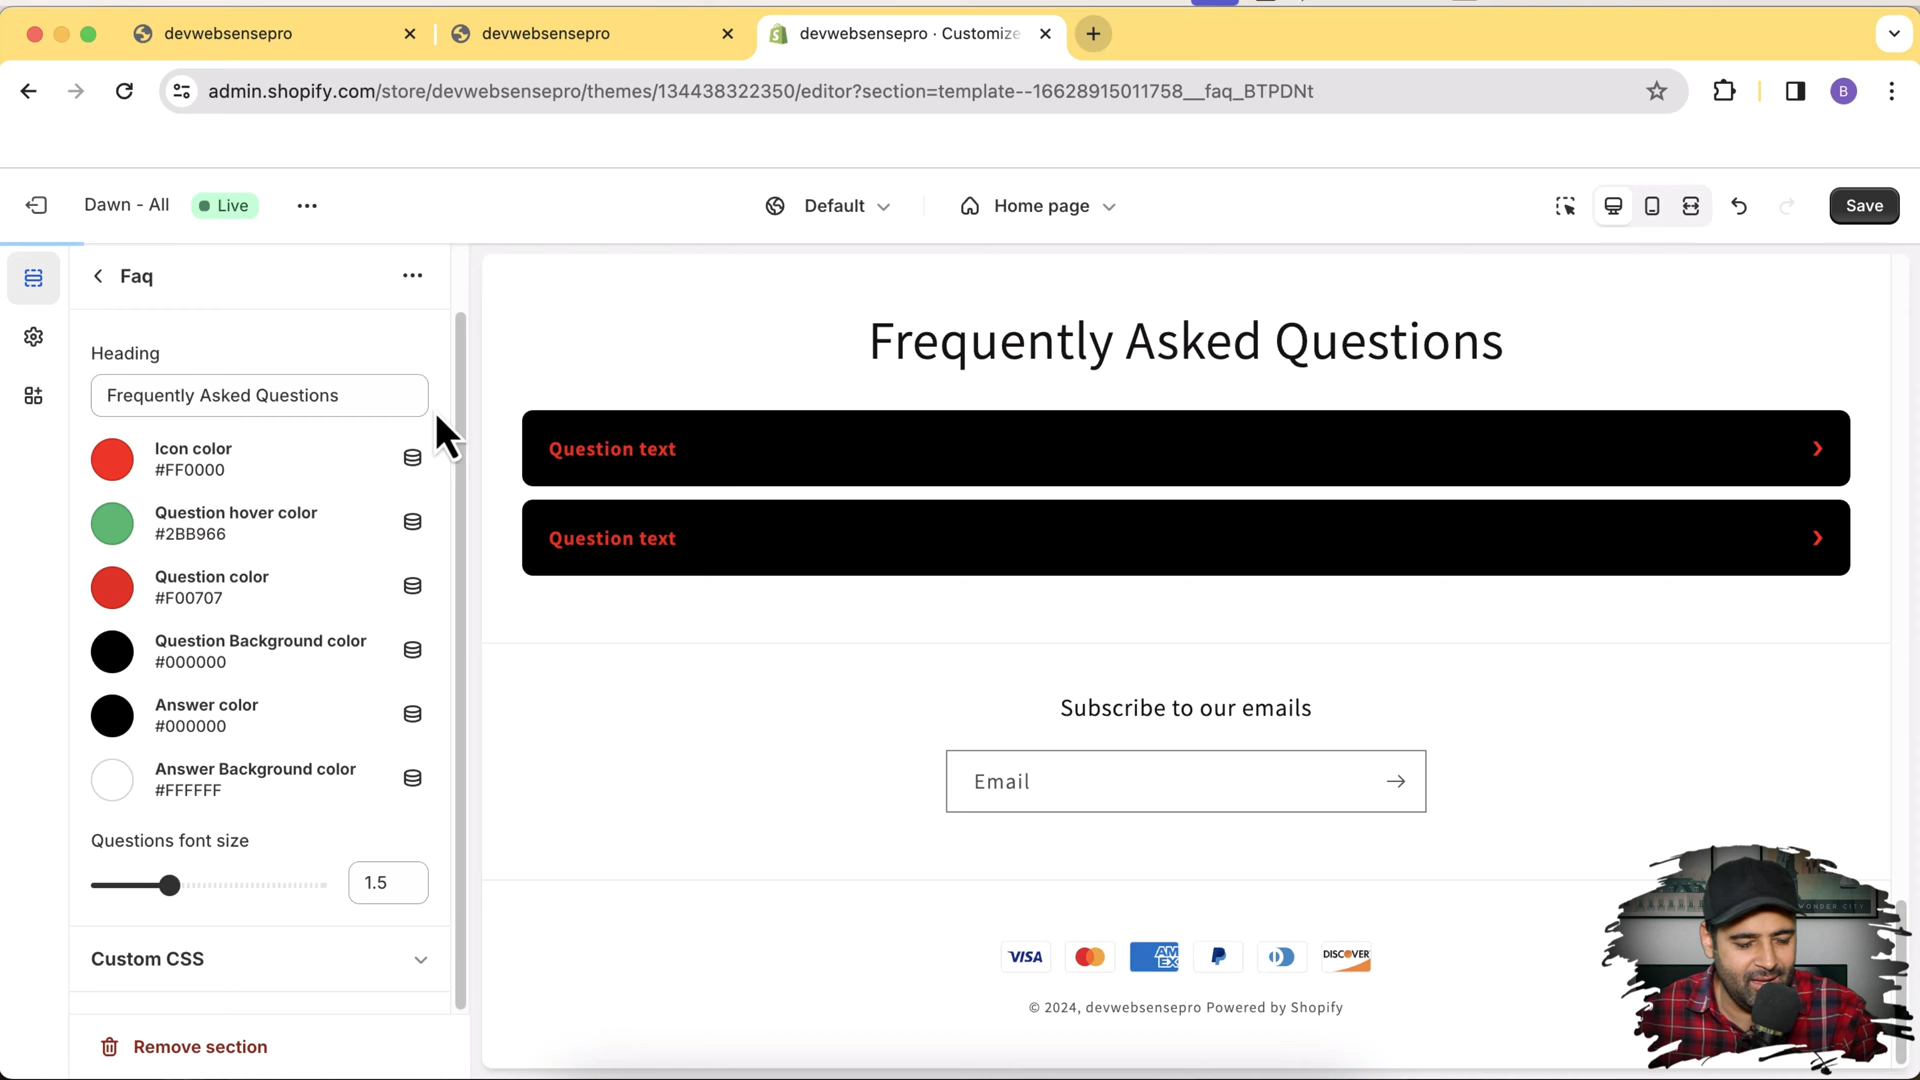 devwebsensepro
devwebsensepro
devwebsensepro · Customize
admin.shopify.com/store/devwebsensepro/themes/134438322350/editor?section=template--16628915011758__faq_BTPDNt
B
Dawn - All
Live
Default
Home page
Save
Faq
Heading
Frequently Asked Questions
Icon color
#FF0000
Question hover color
#2BB966
Question color
#F00707
Question Background color
#000000
Answer color
#000000
Answer Background color
#FFFFFF
Questions font size
1.5
Custom CSS
Remove section
Frequently Asked Questions
Question text
Question text
Subscribe to our emails
Email
VISA
AM
EX
DISCOVER
© 2024, devwebsensepro Powered by Shopify
WONDER CITY